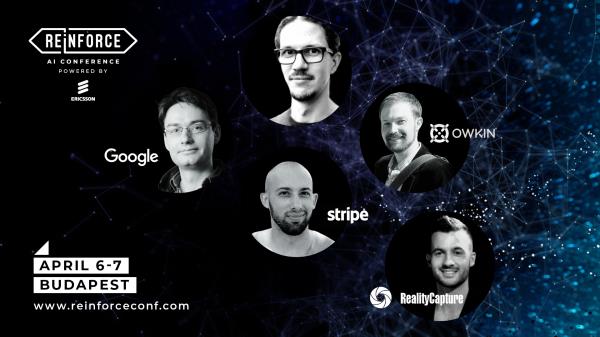 REINFORCE
AI CONFERENCE
POWERED BY
ERICSSON
Google
OWKIN
stripe
RealityCapture
APRIL 6-7
BUDAPEST
www.reinforceconf.com